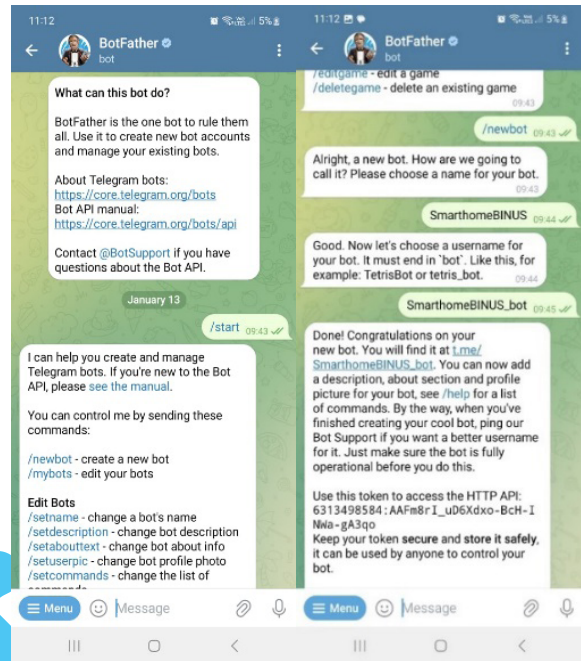 11:12
5%
BotFather
bot
What can this bot do?
BotFather is the one bot to rule them
all. Use it to create new bot accounts
and manage your existing bots.
About Telegram bots:
https://core.telegram.org/bots
Bot API manual:
https://core.telegram.org/bots/api
Contact @BotSupport if you have
questions about the Bot API.
January 13
/start 09:43
I can help you create and manage
Telegram bots. If you're new to the Bot
API, please see the manual.
You can control me by sending these
commands:
/newbot - create a new bot
/mybots - edit your bots
Edit Bots
/setname - change a bot's name
/setdescription - change bot description
/setabouttext - change bot about info
/setuserpic - change bot profile photo
/setcommands - change the list of
Menu
Message
11:12
5%
BotFather
bot
/editgame - edit a game
/deletegame - delete an existing game
09:43
/newbot 09:43
Alright, a new bot. How are we going to
call it? Please choose a name for your bot.
09:43
SmarthomeBINUS 09:44
Good. Now let's choose a username for
your bot. It must end in `bot`. Like this, for
example: TetrisBot or tetris_bot.
09:44
SmarthomeBINUS_bot 09:45
Done! Congratulations on your
new bot. You will find it at t.me/
SmarthomeBINUS_bot. You can now add
a description, about section and profile
picture for your bot, see /help for a list
of commands. By the way, when you've
finished creating your cool bot, ping our
Bot Support if you want a better username
for it. Just make sure the bot is fully
operational before you do this.
Use this token to access the HTTP API:
6313498584:AAFm8rI_uD6Xdxo-BcH-I
NWa-gA3qo
Keep your token secure and store it safely,
it can be used by anyone to control your
bot.
Menu
Message